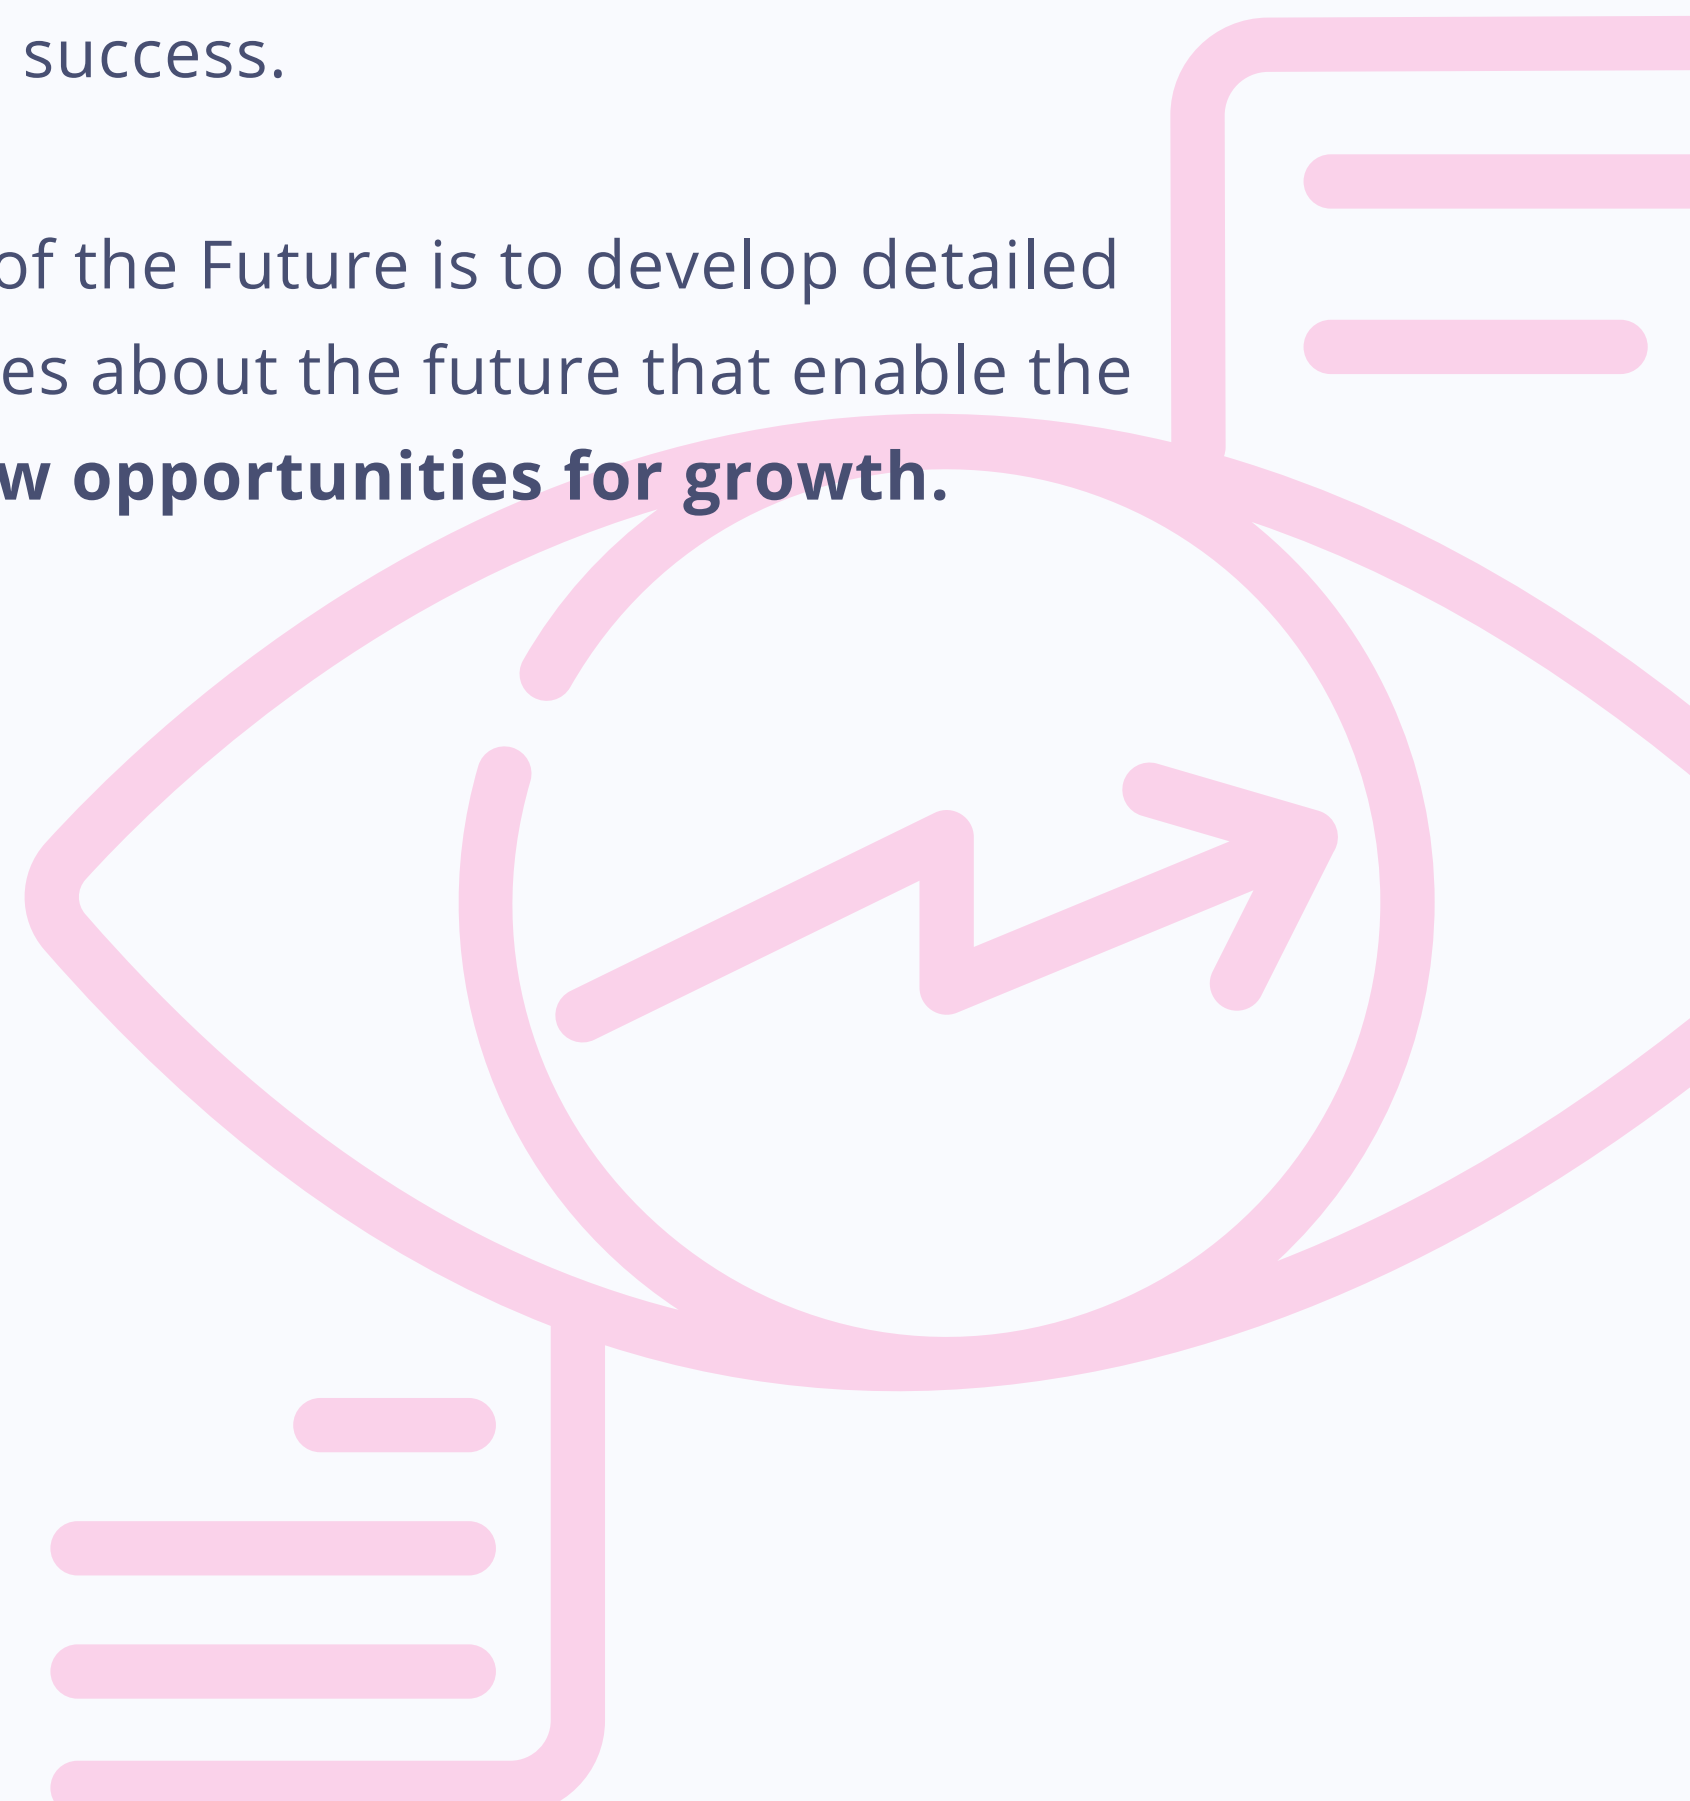 success.
of the Future is to develop detailed
es about the future that enable the
w opportunities for growth.